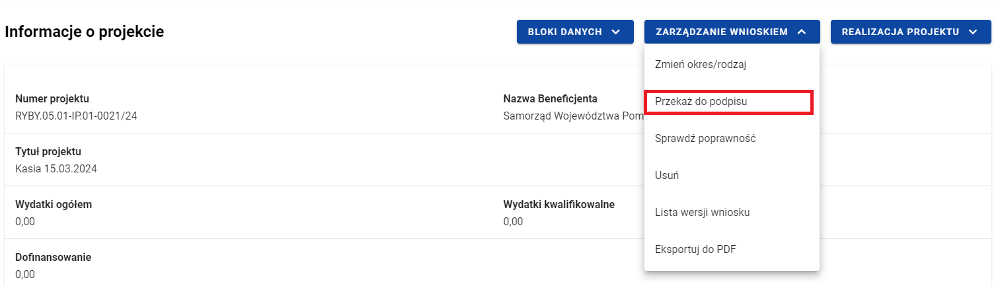 Informacje o projekcie
BLOKI DANYCH
ZARZĄDZANIE WNIOSKIEM
REALIZACJA PROJEKTU
Zmień okres/rodzaj
Przekaż do podpisu
Sprawdź poprawność
Usuń
Lista wersji wniosku
Eksportuj do PDF
Numer projektu
RYBY.05.01-IP.01-0021/24
Nazwa Beneficjenta
Samorząd Województwa Pom
Tytuł projektu
Kasia 15.03.2024
Wydatki ogółem
0,00
Wydatki kwalifikowalne
0,00
Dofinansowanie
0,00